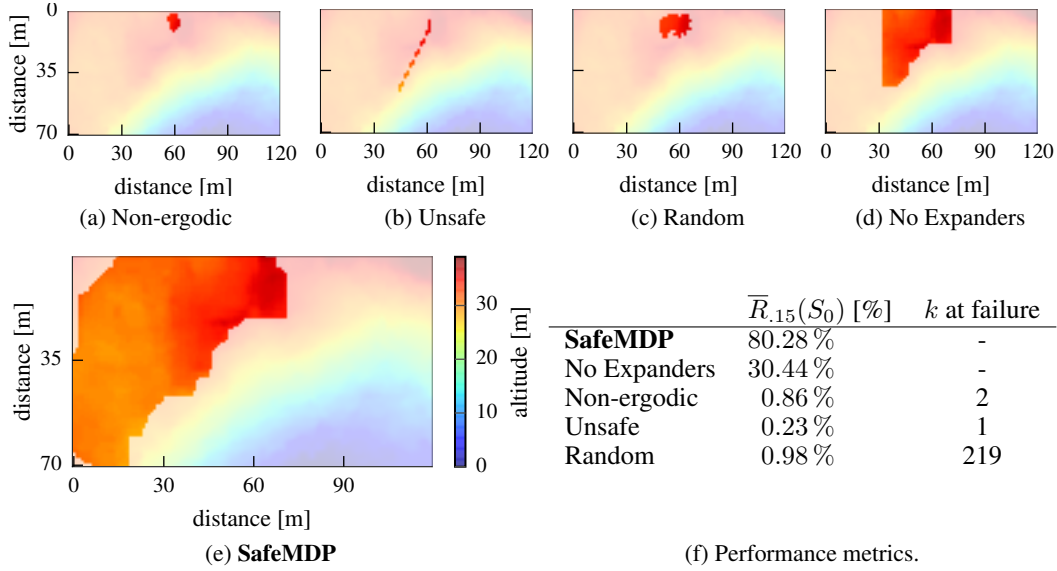 0
35
70
distance [m]
0 30 60 90 120
distance [m]
(a) Non-ergodic
0 30 60 90 120
distance [m]
(b) Unsafe
0 30 60 90 120
distance [m]
(c) Random
0 30 60 90 120
distance [m]
(d) No Expanders
35
70
distance [m]
0 30 60 90
distance [m]
30
20
10
0
altitude [m]
(e) SafeMDP
R̅.15(S0) [%] k at failure
SafeMDP 80.28 % -
No Expanders 30.44 % -
Non-ergodic 0.86 % 2
Unsafe 0.23 % 1
Random 0.98 % 219
(f) Performance metrics.